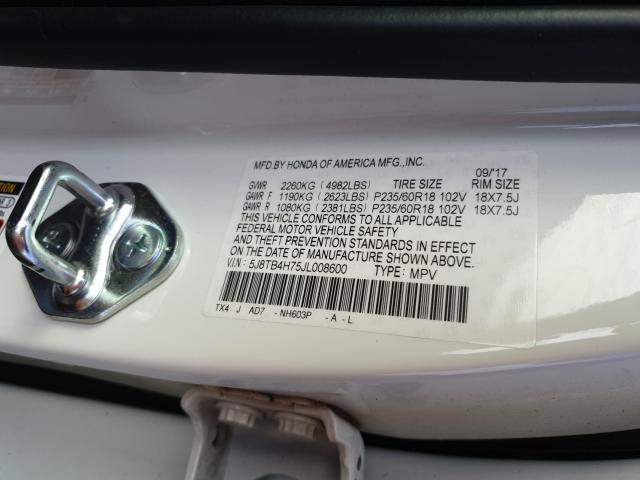 MFD.BY HONDA OF AMERICA MFG.,INC. 09/'17
GVWR 2260KG (4982LBS) TIRE SIZE RIM SIZE
GAWR F 1190KG (2623LBS) P235/60R18 102V 18X7.5J
GAWR R 1080KG (2381LBS) P235/60R18 102V 18X7.5J
THIS VEHICLE CONFORMS TO ALL APPLICABLE
FEDERAL MOTOR VEHICLE SAFETY
AND THEFT PREVENTION STANDARDS IN EFFECT
ON THE DATE OF MANUFACTURE SHOWN ABOVE.
V.I.N: 5J8TB4H75JL008600 TYPE: MPV
TX4 J AD7 -NH603P -A-L